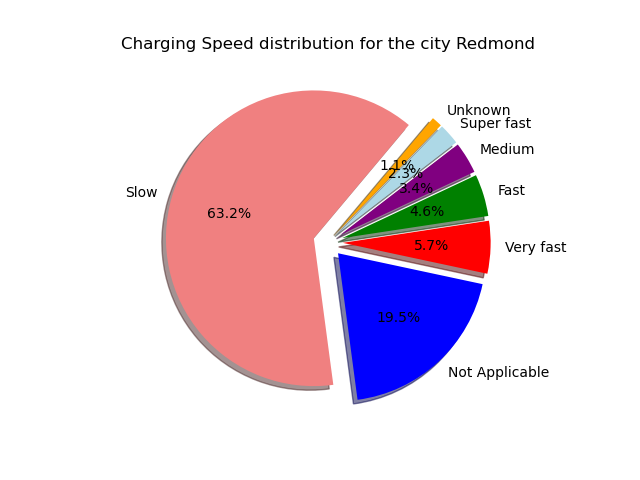 Charging Speed distribution for the city Redmond
Unknown
Super fast
Medium
Fast
Very fast
Not Applicable
Slow
1.1%
2.3%
3.4%
4.6%
5.7%
19.5%
63.2%